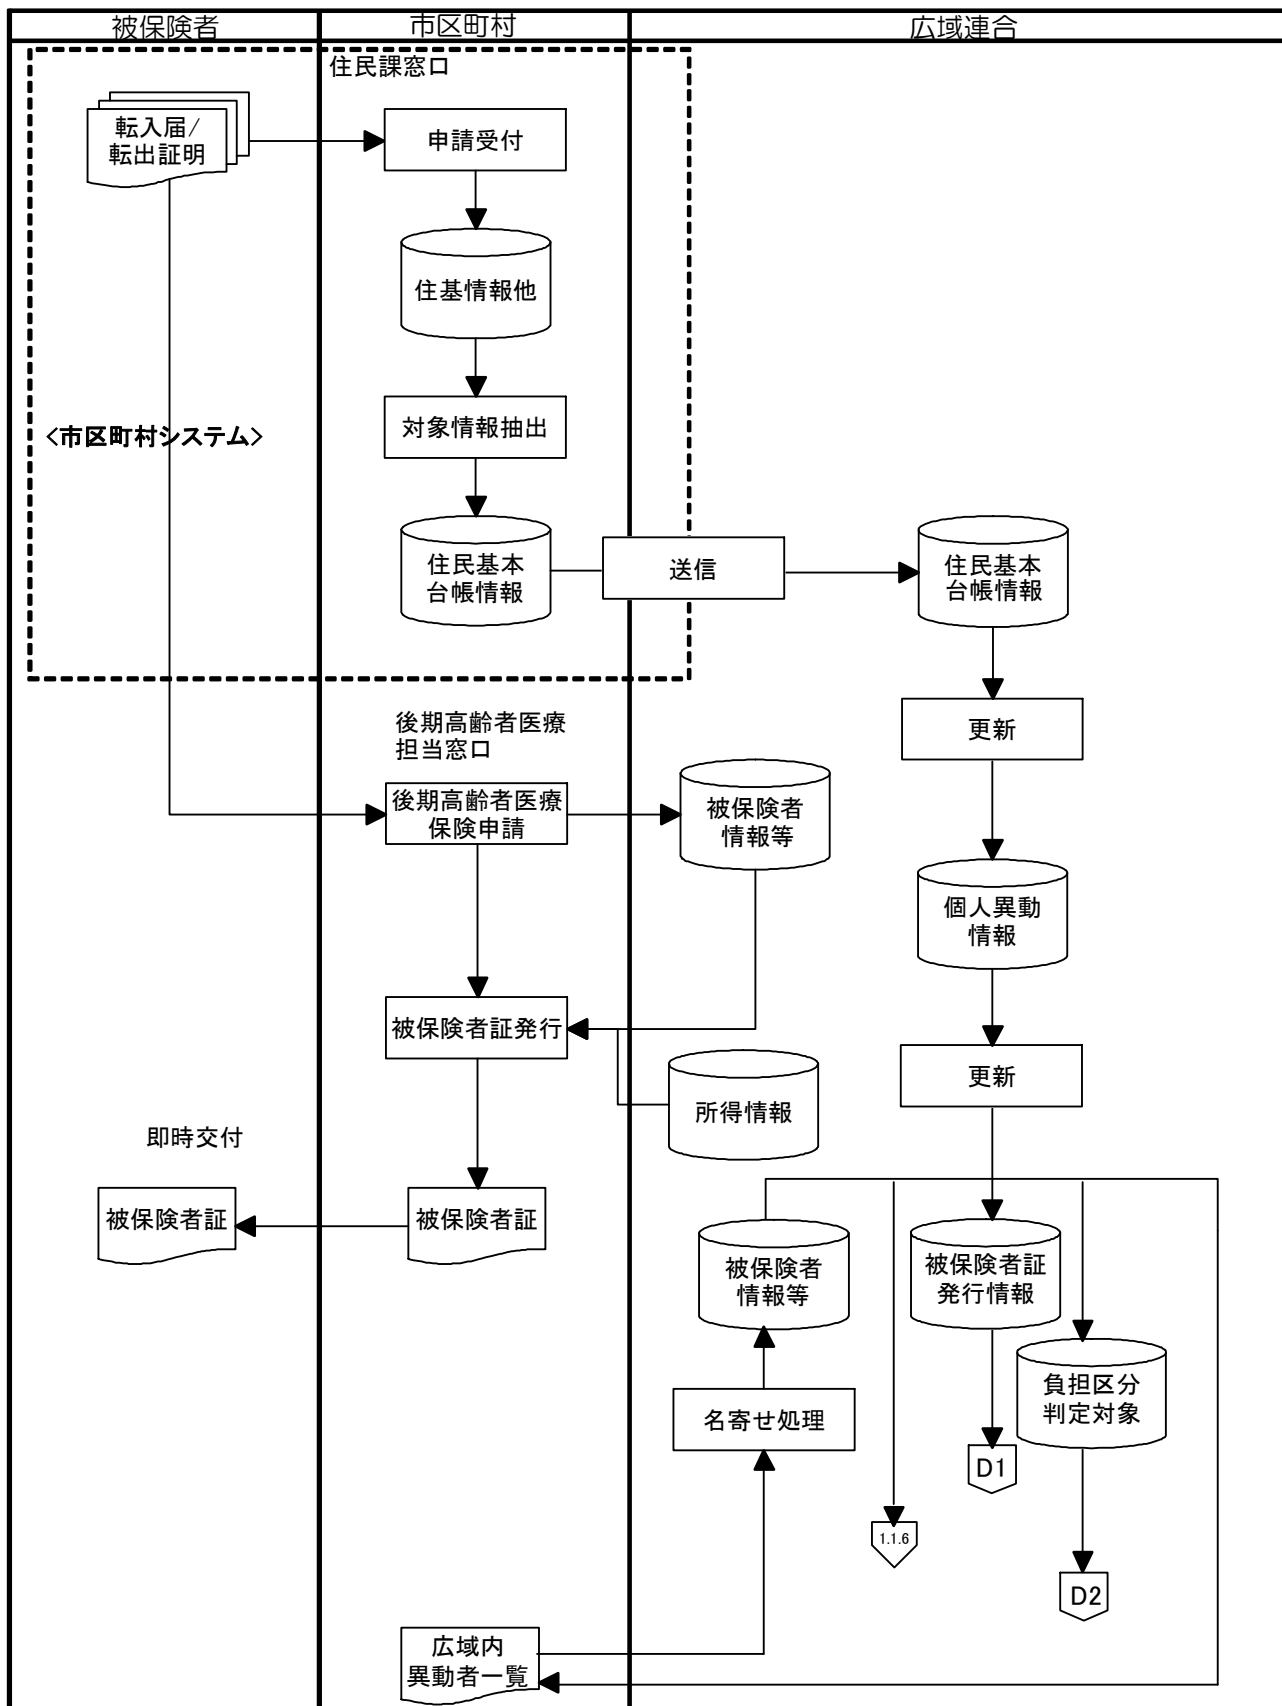 被保険者
市区町村
広域連合
住民課窓口
転入届/
転出証明
申請受付
住基情報他
対象情報抽出
<市区町村システム>
住民基本
台帳情報
送信
住民基本
台帳情報
更新
後期高齢者医療
担当窓口
後期高齢者医療
保険申請
被保険者
情報等
個人異動
情報
被保険者証発行
更新
所得情報
即時交付
被保険者証
被保険者証
被保険者
情報等
被保険者証
発行情報
負担区分
判定対象
名寄せ処理
D1
1.1.6
D2
広域内
異動者一覧